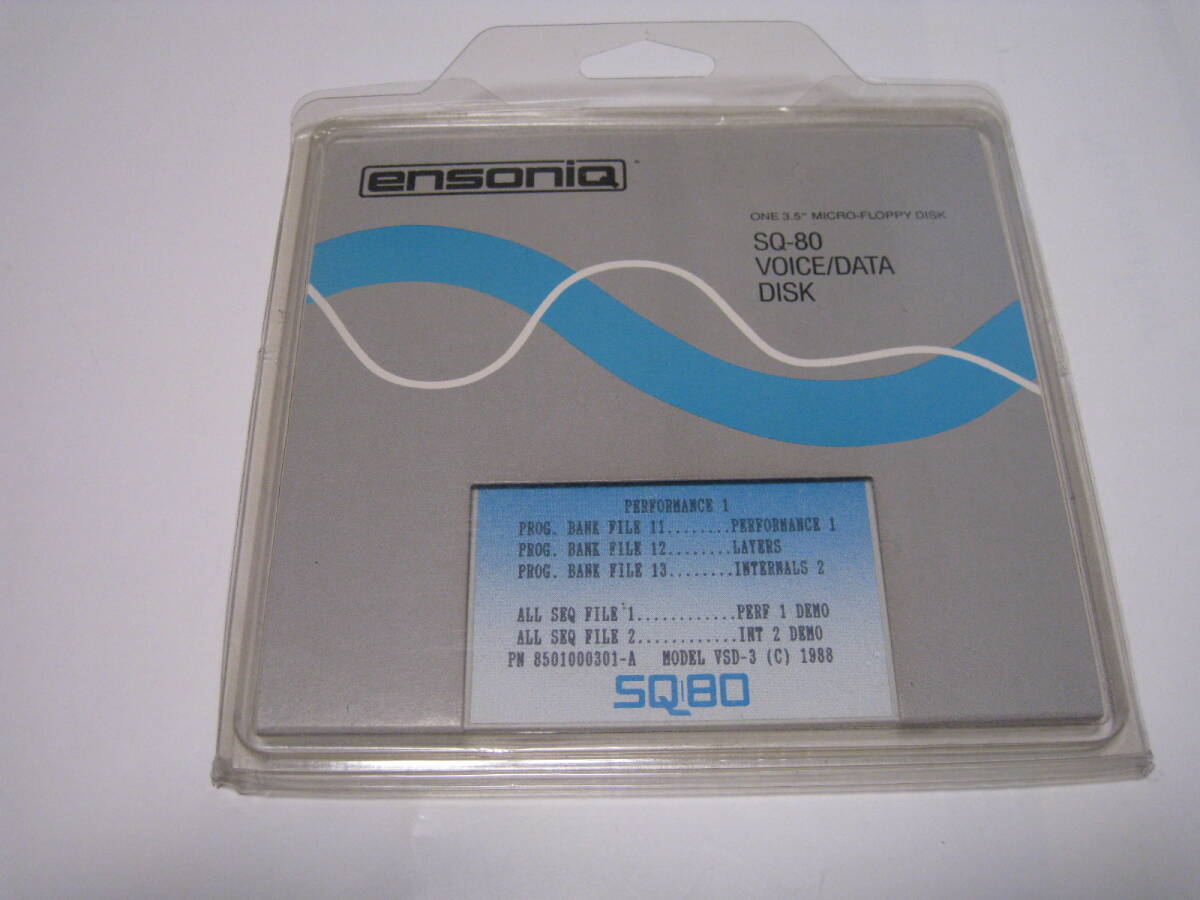 ensoniq
ONE 3.5" MICRO-FLOPPY DISK
SQ-80
VOICE/DATA
DISK
PERFORMANCE 1
PROG. BANK FILE 11........PERFORMANCE 1
PROG. BANK FILE 12........LAYERS
PROG. BANK FILE 13........INTERNALS 2
ALL SEQ FILE 1............PERF 1 DEMO
ALL SEQ FILE 2............INT 2 DEMO
PN 8501000301-A MODEL VSD-3 (C) 1988
SQ|80